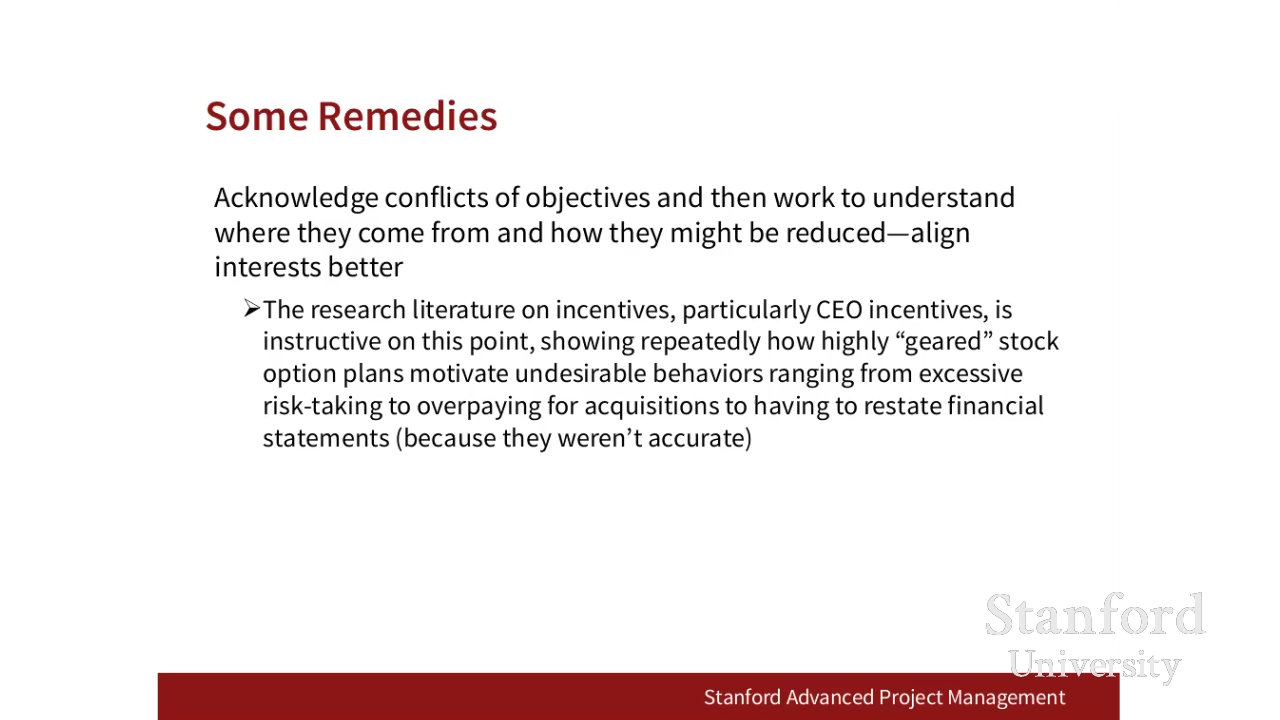 Some Remedies
Acknowledge conflicts of objectives and then work to understand
where they come from and how they might be reduced—align
interests better
➢The research literature on incentives, particularly CEO incentives, is
instructive on this point, showing repeatedly how highly “geared” stock
option plans motivate undesirable behaviors ranging from excessive
risk-taking to overpaying for acquisitions to having to restate financial
statements (because they weren’t accurate)
Stanford
University
Stanford Advanced Project Management